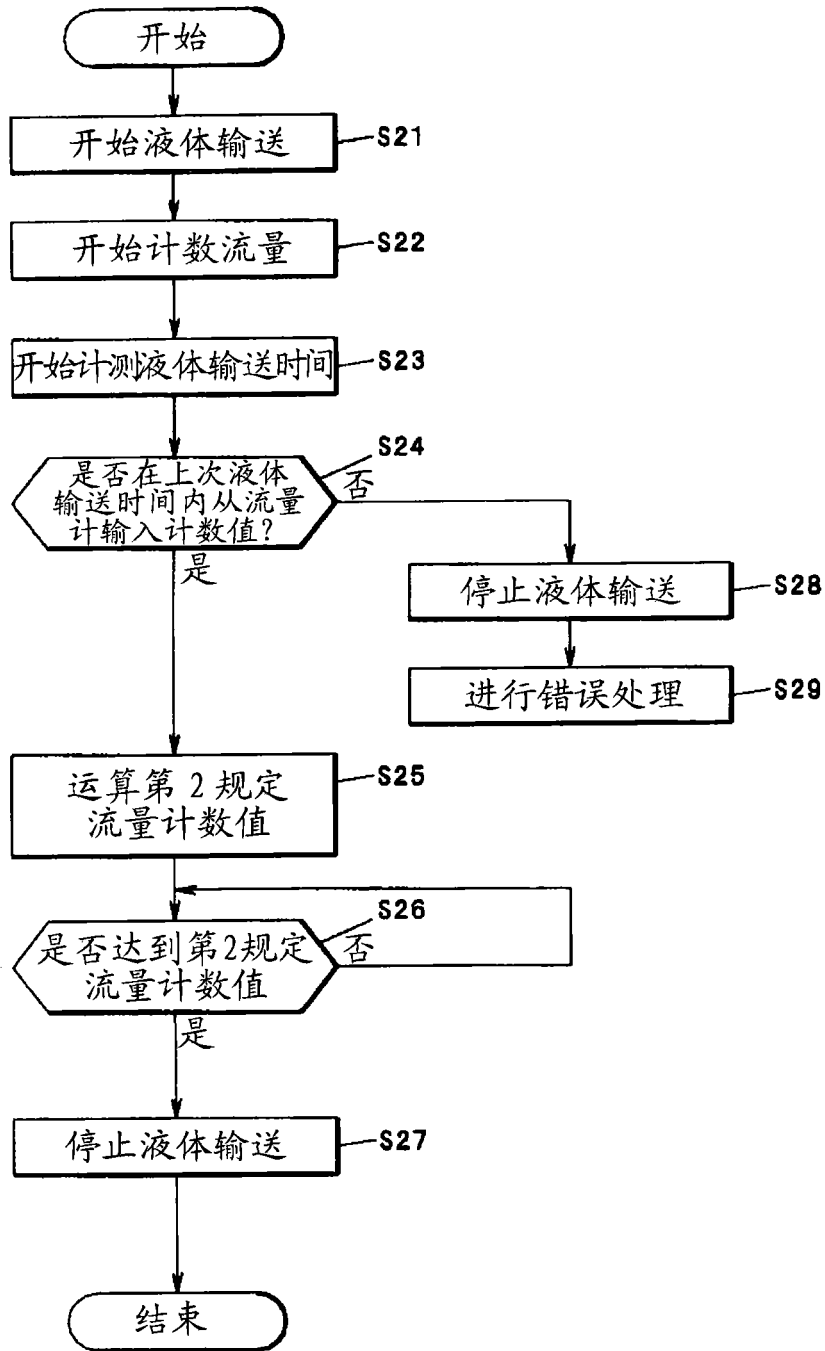 开始
开始液体输送
S21
开始计数流量
S22
开始计测液体输送时间
S23
S24
是否在上次液体
输送时间内从流量
计输入计数值?
否
是
停止液体输送
S28
进行错误处理
S29
运算第2规定
流量计数值
S25
S26
是否达到第2规定
流量计数值
否
是
停止液体输送
S27
结束